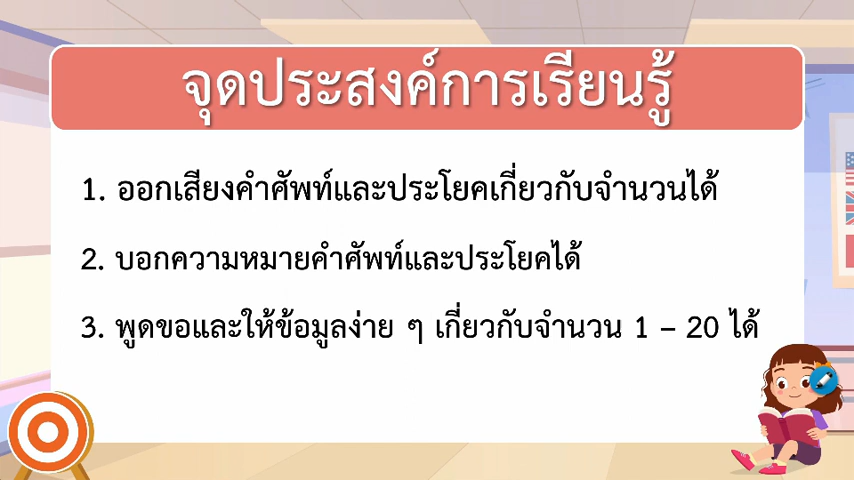 จุดประสงค์การเรียนรู้
1. ออกเสียงคำศัพท์และประโยคเกี่ยวกับจำนวนได้
2. บอกความหมายคำศัพท์และประโยคได้
3. พูดขอและให้ข้อมูลง่าย ๆ เกี่ยวกับจำนวน 1 – 20 ได้